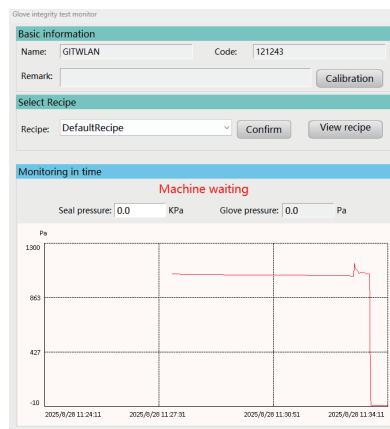 Glove integrity test monitor
Basic information
Name: GITWLAN Code: 121243
Remark: Calibration
Select Recipe
Recipe: DefaultRecipe Confirm View recipe
Monitoring in time
Machine waiting
Seal pressure: 0.0 KPa Glove pressure: 0.0 Pa
Pa
1300
863
427
-10
2025/8/28 11:24:11 2025/8/28 11:27:31 2025/8/28 11:30:51 2025/8/28 11:34:11